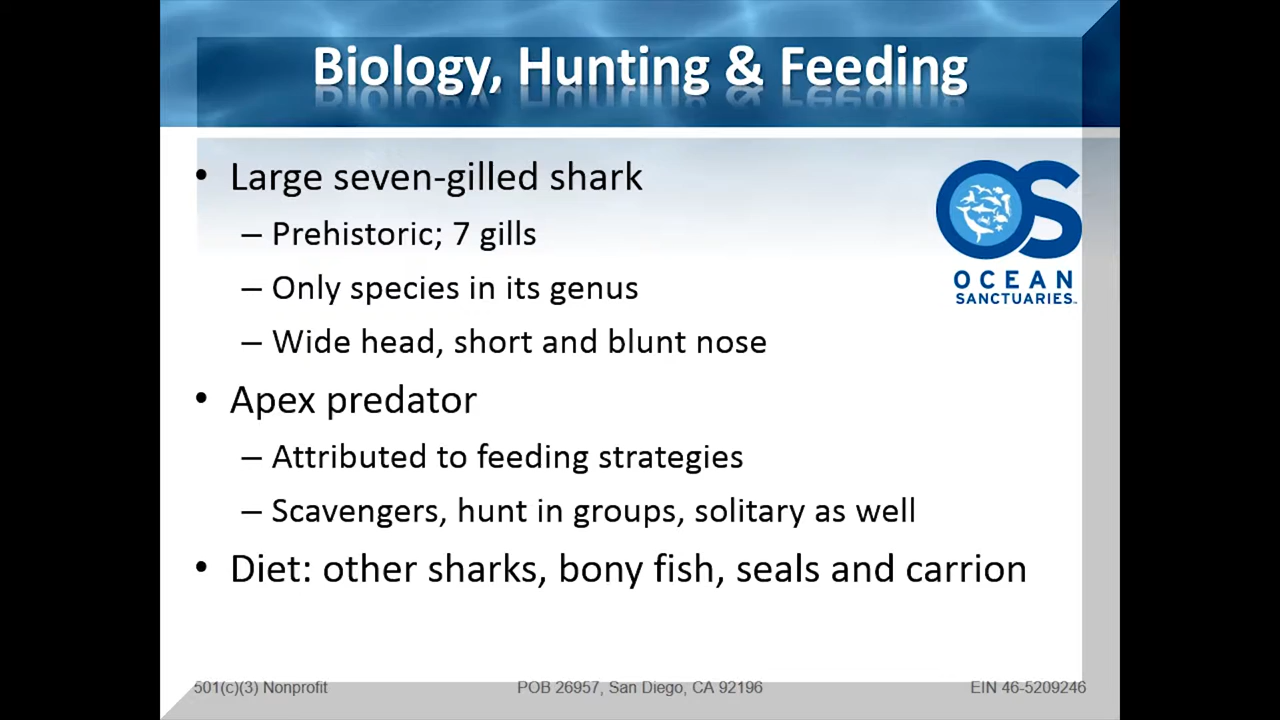 Biology, Hunting & Feeding
• Large seven-gilled shark
– Prehistoric; 7 gills
– Only species in its genus
– Wide head, short and blunt nose
• Apex predator
– Attributed to feeding strategies
– Scavengers, hunt in groups, solitary as well
• Diet: other sharks, bony fish, seals and carrion
OS
OCEAN
SANCTUARIES™
501(c)(3) Nonprofit
POB 26957, San Diego, CA 92196
EIN 46-5209246